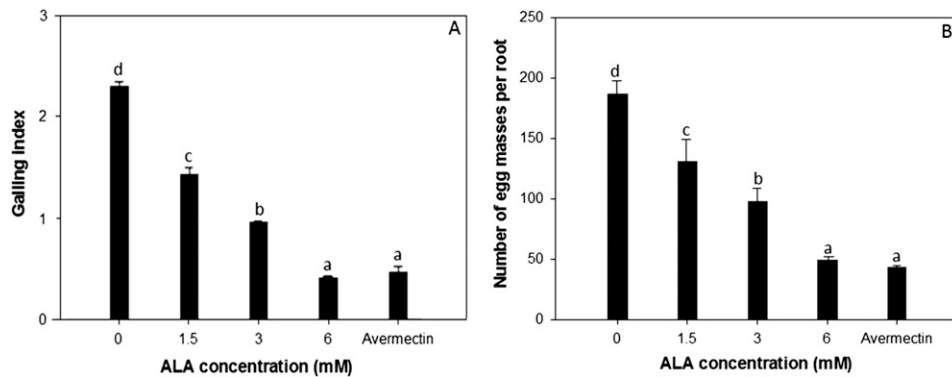 A
3
d
c
b
a
a
2
1
0
Galling Index
0 1.5 3 6 Avermectin
ALA concentration (mM)
B
250
200
150
100
50
0
d
c
b
a
a
Number of egg masses per root
0 1.5 3 6 Avermectin
ALA concentration (mM)